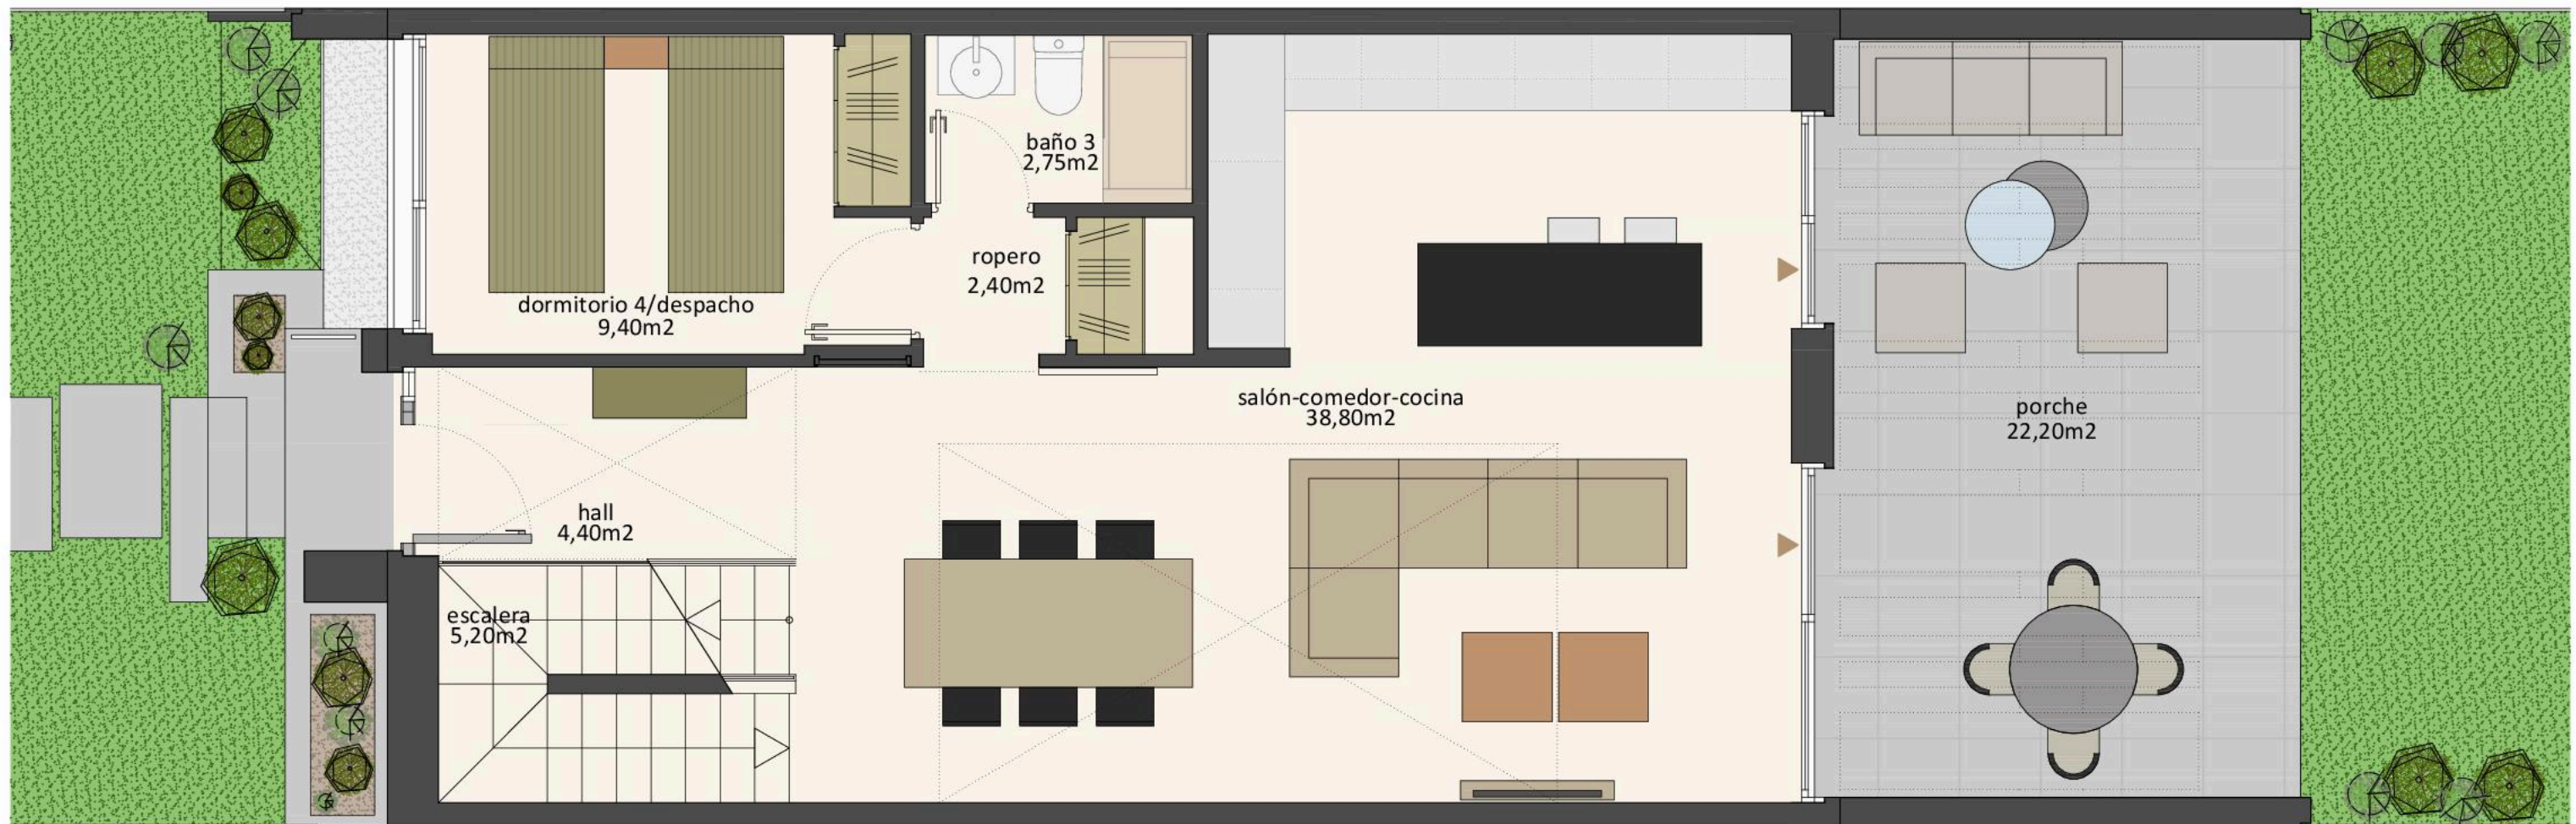 baño 3
2,75m2
ropero
2,40m2
dormitorio 4/despacho
9,40m2
salón-comedor-cocina
38,80m2
porche
22,20m2
hall
4,40m2
escalera
5,20m2